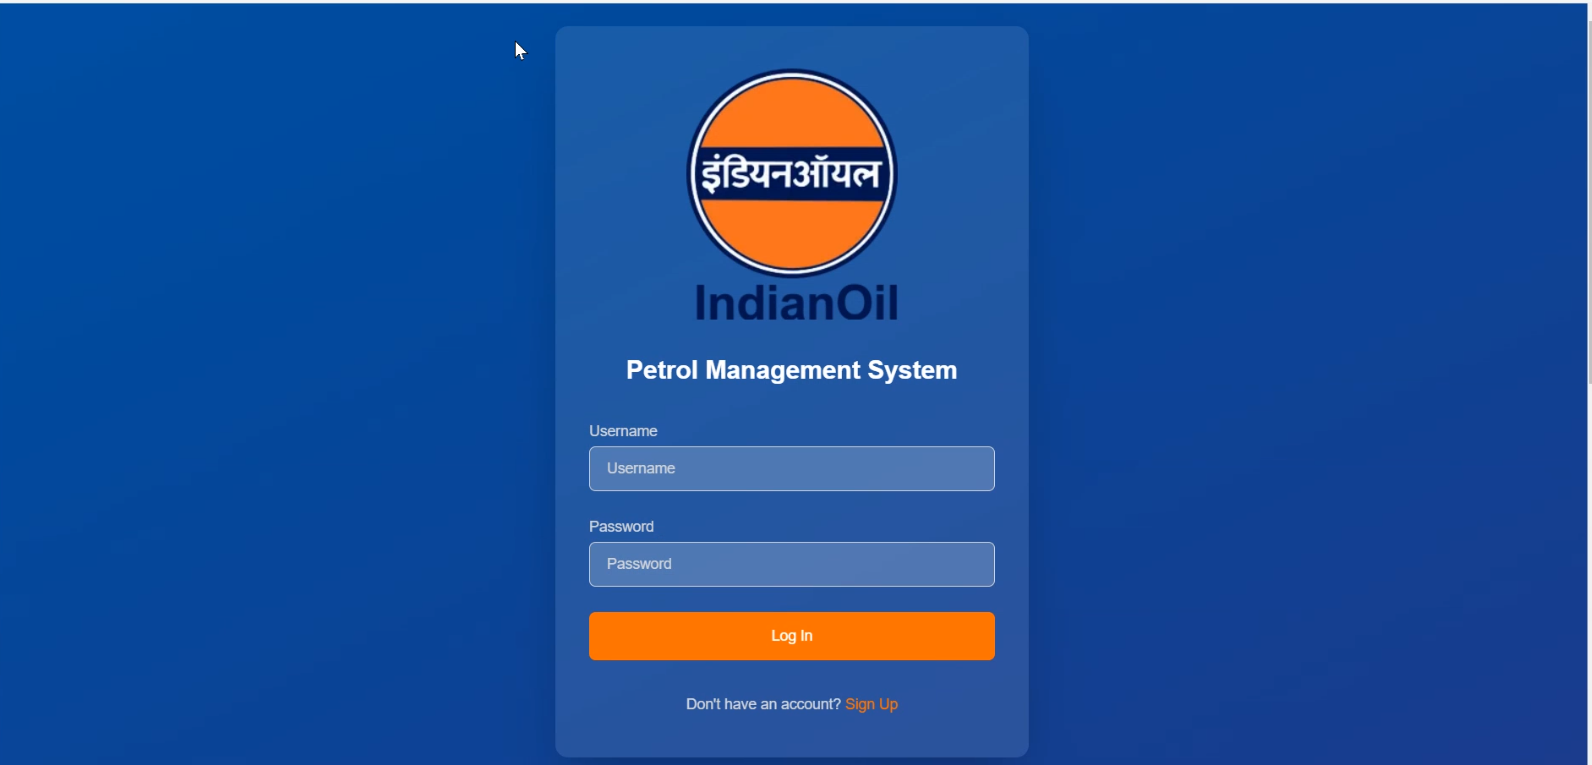 इंडियनऑयल
IndianOil
Petrol Management System
Username
Username
Password
Password
Log In
Don't have an account? Sign Up